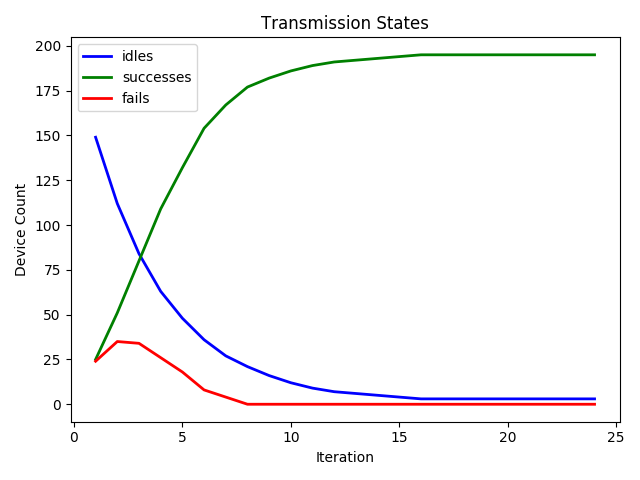 Transmission States
idles
successes
fails
200
175
150
125
100
75
50
25
0
Device Count
0 5 10 15 20 25
Iteration